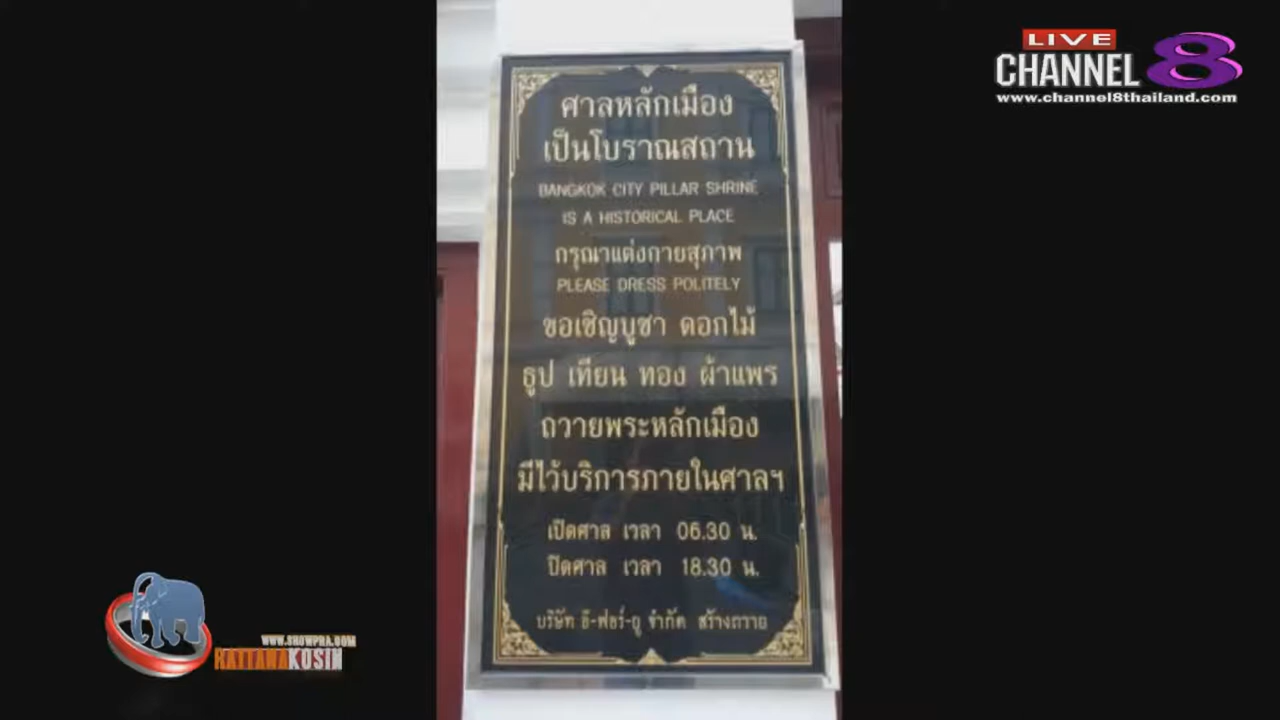 LIVE
CHANNEL 8
www.channel8thailand.com
ศาลหลักเมือง
เป็นโบราณสถาน
BANGKOK CITY PILLAR SHRINE
IS A HISTORICAL PLACE
กรุณาแต่งกายสุภาพ
PLEASE DRESS POLITELY
ขอเชิญบูชา ดอกไม้
ธูป เทียน ทอง ผ้าแพร
ถวายพระหลักเมือง
มีไว้บริการภายในศาลฯ
เปิดศาล เวลา 06.30 น.
ปิดศาล เวลา 18.30 น.
บริษัท อี-ฟอร์-ยู จำกัด สร้างถวาย
WWW.SHOWPRA.COM
RATTANAKOSIN